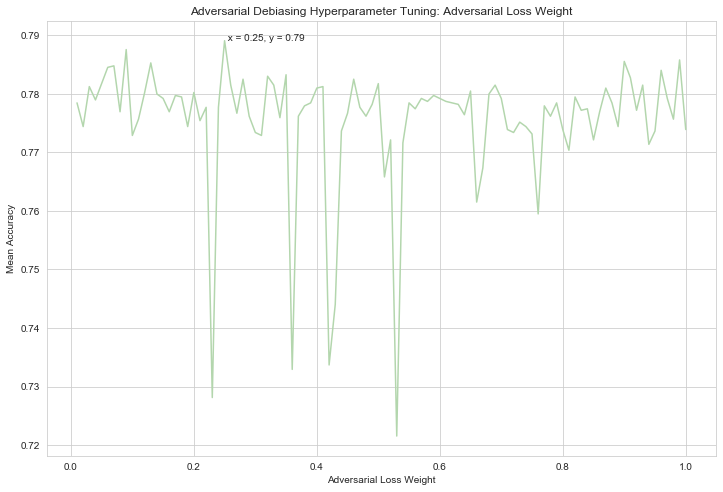 Adversarial Debiasing Hyperparameter Tuning: Adversarial Loss Weight
x = 0.25, y = 0.79
0.79
0.78
0.77
0.76
0.75
0.74
0.73
0.72
Mean Accuracy
0.0 0.2 0.4 0.6 0.8 1.0
Adversarial Loss Weight